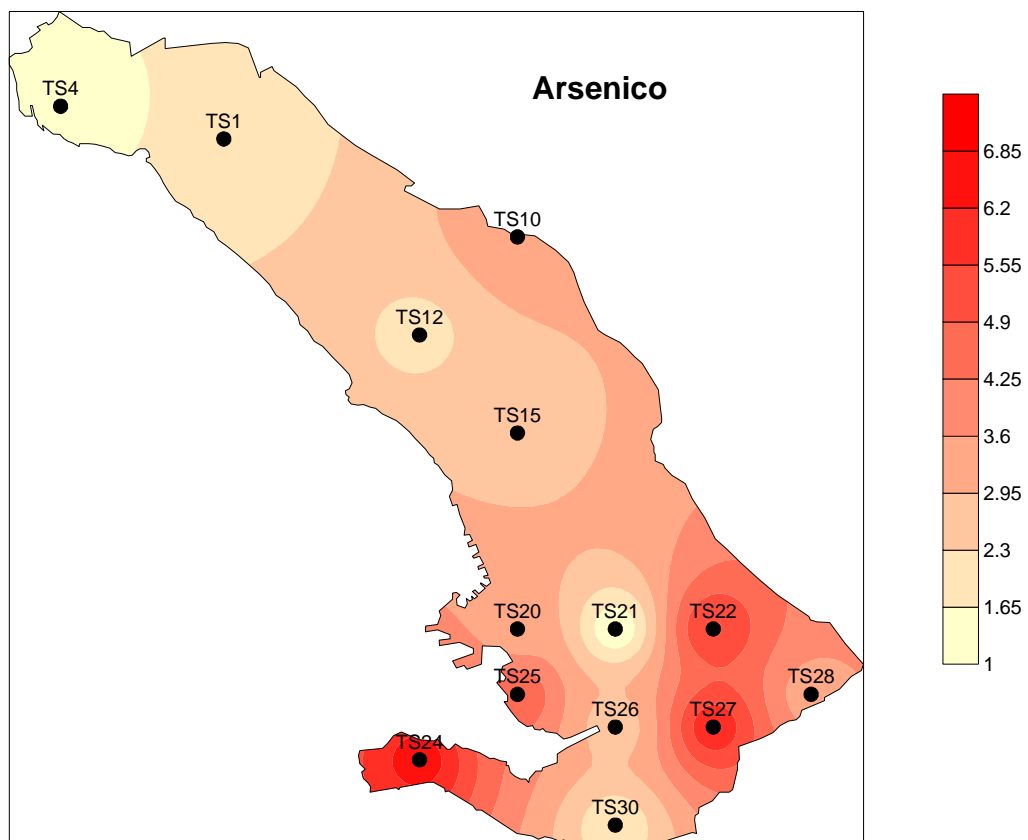 Arsenico
TS4
TS1
TS10
TS12
TS15
TS20
TS21
TS22
TS25
TS28
TS26
TS27
TS24
TS30
6.85
6.2
5.55
4.9
4.25
3.6
2.95
2.3
1.65
1